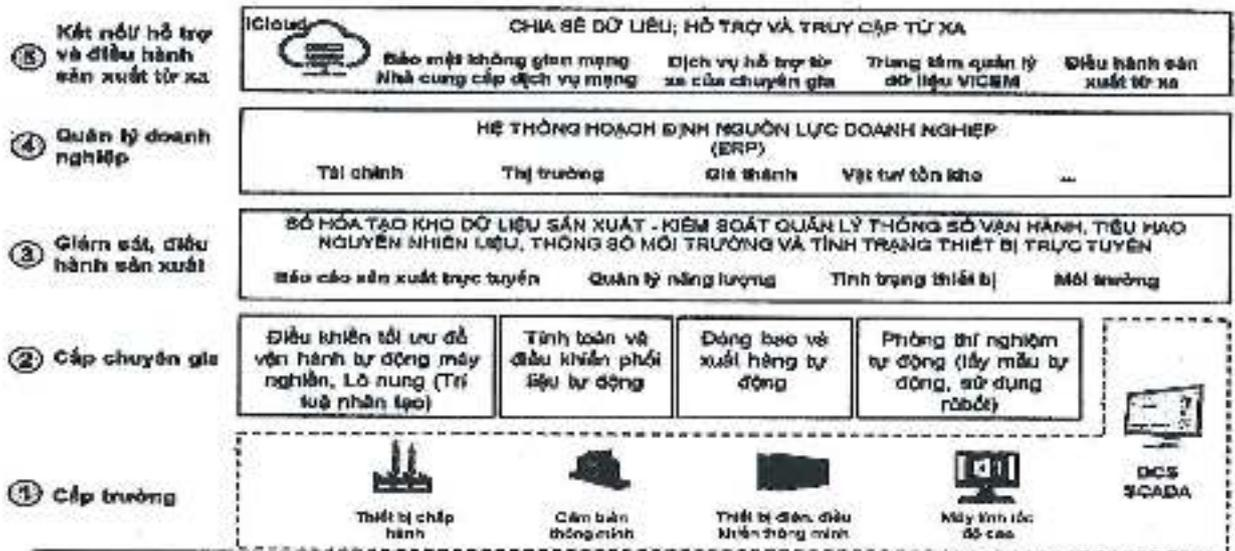 5 Kết nối/ hỗ trợ và điều hành sản xuất từ xa
iCloud
CHIA SẺ DỮ LIỆU; HỖ TRỢ VÀ TRUY CẬP TỪ XA
Bảo mật không gian mạng
Nhà cung cấp dịch vụ mạng
Dịch vụ hỗ trợ từ
xa của chuyên gia
Trung tâm quản lý
dữ liệu VICEM
Điều hành sản
xuất từ xa
4 Quản lý doanh
nghiệp
HỆ THỐNG HOẠCH ĐỊNH NGUỒN LỰC DOANH NGHIỆP
(ERP)
Tài chính
Thị trường
Giá thành
Vật tư/ tồn kho
...
3 Giám sát, điều
hành sản xuất
SỐ HÓA TẠO KHO DỮ LIỆU SẢN XUẤT - KIỂM SOÁT QUẢN LÝ THÔNG SỐ VẬN HÀNH, TIÊU HAO
NGUYÊN NHIÊN LIỆU, THÔNG SỐ MÔI TRƯỜNG VÀ TÌNH TRẠNG THIẾT BỊ TRỰC TUYẾN
Báo cáo sản xuất trực tuyến
Quản lý năng lượng
Tình trạng thiết bị
Môi trường
2 Cấp chuyên gia
Điều khiển tối ưu để
vận hành tự động máy
nghiền, Lò nung (Trí
tuệ nhân tạo)
Tính toán và
điều khiển phối
liệu tự động
Đóng bao và
xuất hàng tự
động
Phòng thí nghiệm
tự động (lấy mẫu tự
động, sử dụng
rôbốt)
DCS
SCADA
1 Cấp trường
Thiết bị chấp
hành
Cảm biến
thông minh
Thiết bị điện, điều
khiển thông minh
Máy tính tốc
độ cao